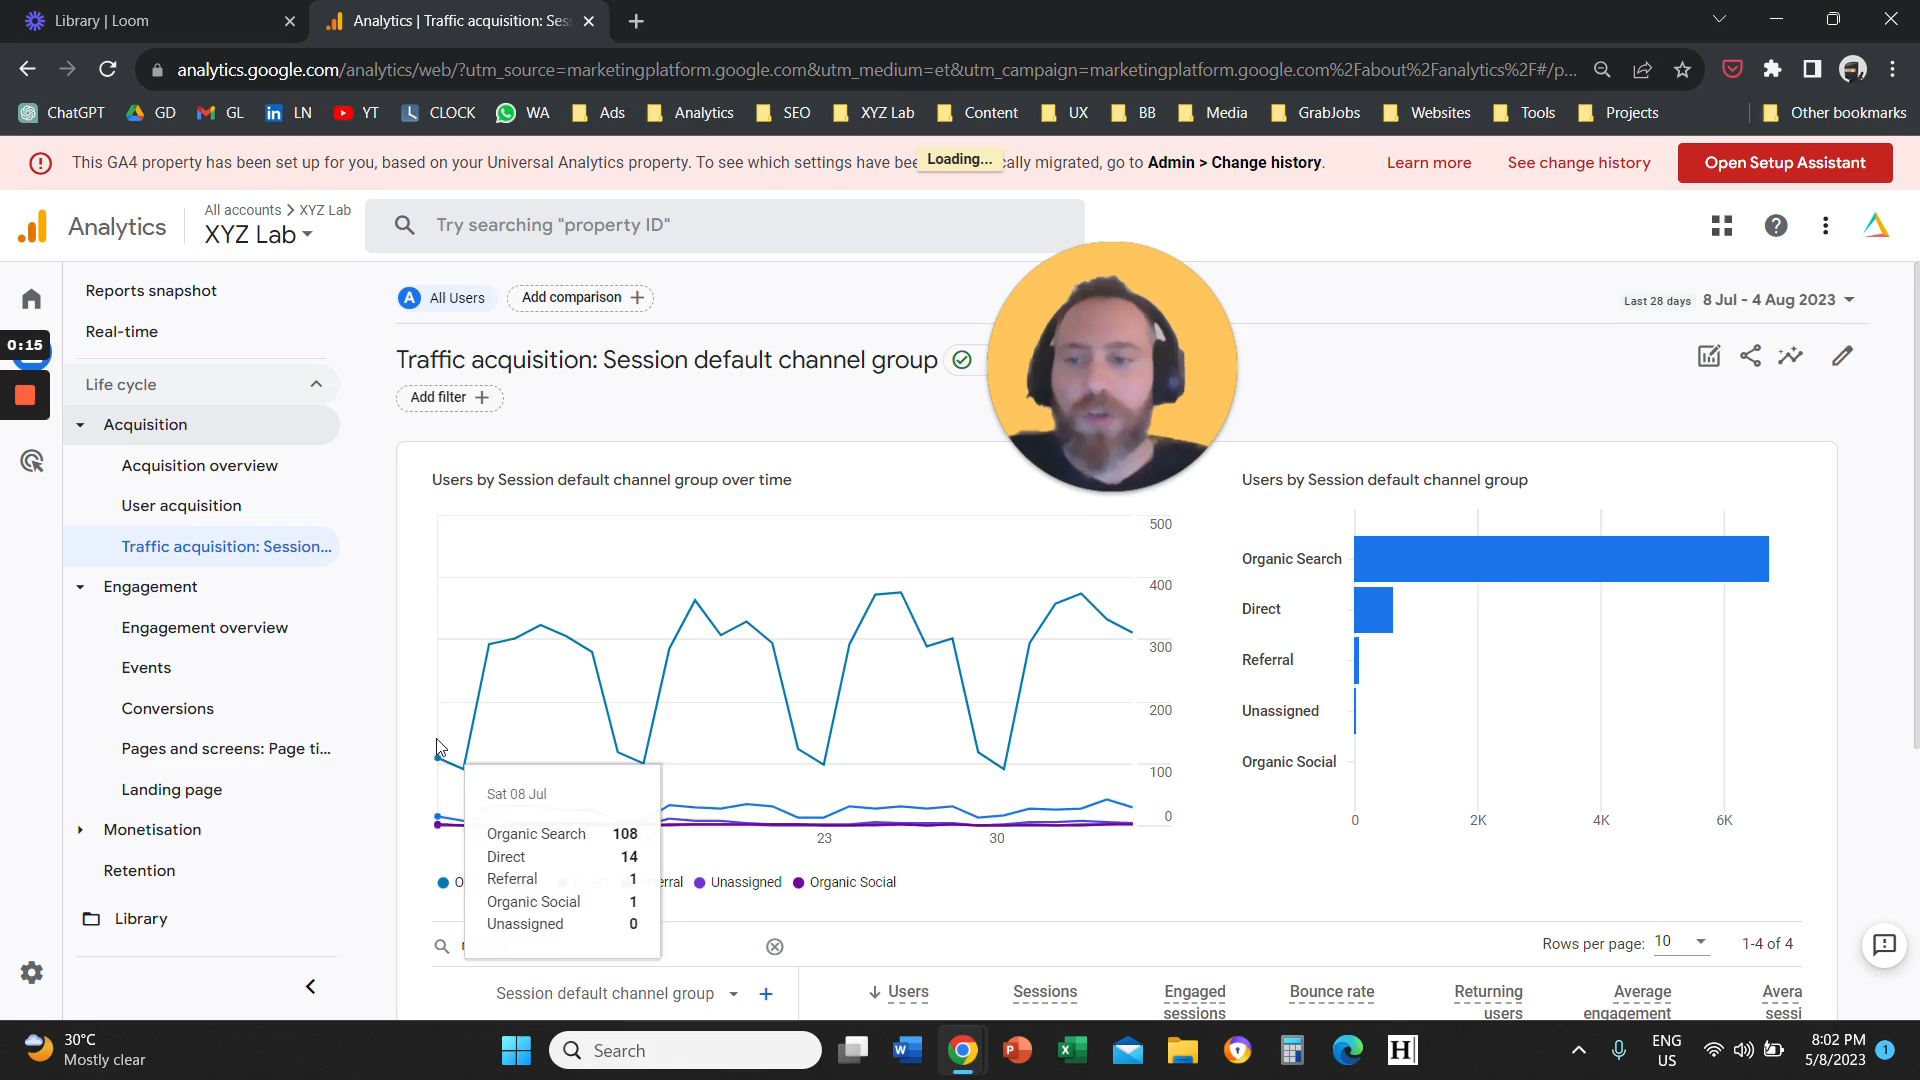 Library | Loom
Analytics | Traffic acquisition: Ses
analytics.google.com/analytics/web/?utm_source=marketingplatform.google.com&utm_medium=et&utm_campaign=marketingplatform.google.com%2Fabout%2Fanalytics%2F#/p...
ChatGPT GD GL LN YT CLOCK WA Ads Analytics SEO XYZ Lab Content UX BB Media GrabJobs Websites Tools Projects Other bookmarks
This GA4 property has been set up for you, based on your Universal Analytics property. To see which settings have bee Loading... cally migrated, go to Admin > Change history. Learn more See change history Open Setup Assistant
Analytics
All accounts > XYZ Lab
XYZ Lab
Try searching "property ID"
Reports snapshot
Real-time
0:15
Life cycle
Acquisition
Acquisition overview
User acquisition
Traffic acquisition: Session...
Engagement
Engagement overview
Events
Conversions
Pages and screens: Page ti...
Landing page
Monetisation
Retention
Library
A All Users Add comparison +
Last 28 days 8 Jul - 4 Aug 2023
Traffic acquisition: Session default channel group
Add filter +
Users by Session default channel group over time
500
400
300
200
100
0
23 30
Sat 08 Jul
Organic Search 108
Direct 14
Referral 1
Organic Social 1
Unassigned 0
O erral Unassigned Organic Social
Users by Session default channel group
Organic Search
Direct
Referral
Unassigned
Organic Social
0 2K 4K 6K
Rows per page: 10 1-4 of 4
Session default channel group + Users Sessions Engaged sessions Bounce rate Returning users Average engagement Avera sessi
30°C
Mostly clear
Search
W P X H
ENG
US
8:02 PM
5/8/2023
1